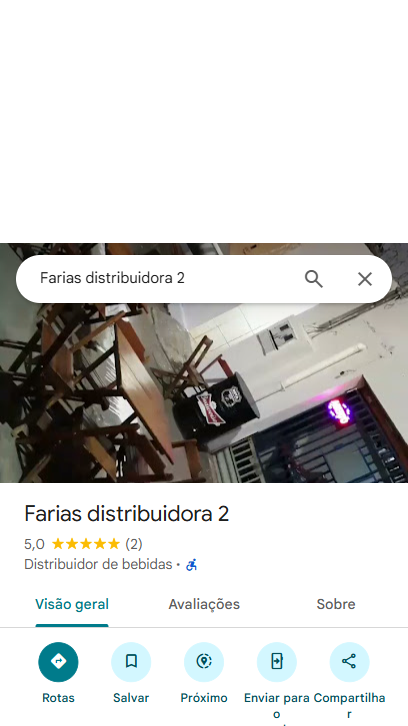 Farias distribuidora 2
Farias distribuidora 2
5,0 (2)
Distribuidor de bebidas ·
Visão geral Avaliações Sobre
Rotas Salvar Próximo Enviar para Compartilha
o r